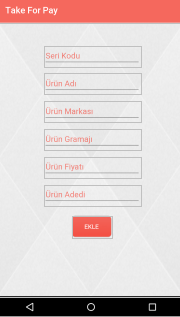 Take For Pay
Seri Kodu
Ürün Adı
Ürün Markası
Ürün Gramajı
Ürün Fiyatı
Ürün Adedi
EKLE